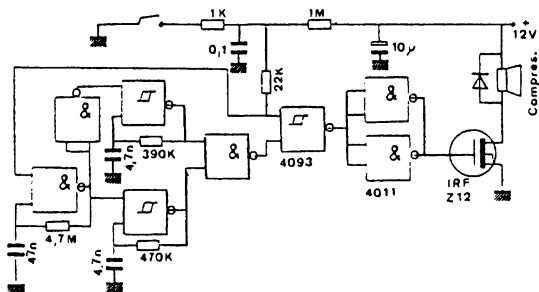 1K
1M
+
12V
0,1
10µ
22K
Compres.
&
4,7n
390K
&
4093
&
&
4011
IRF
Z12
&
4,7M
47n
4,7n
470K